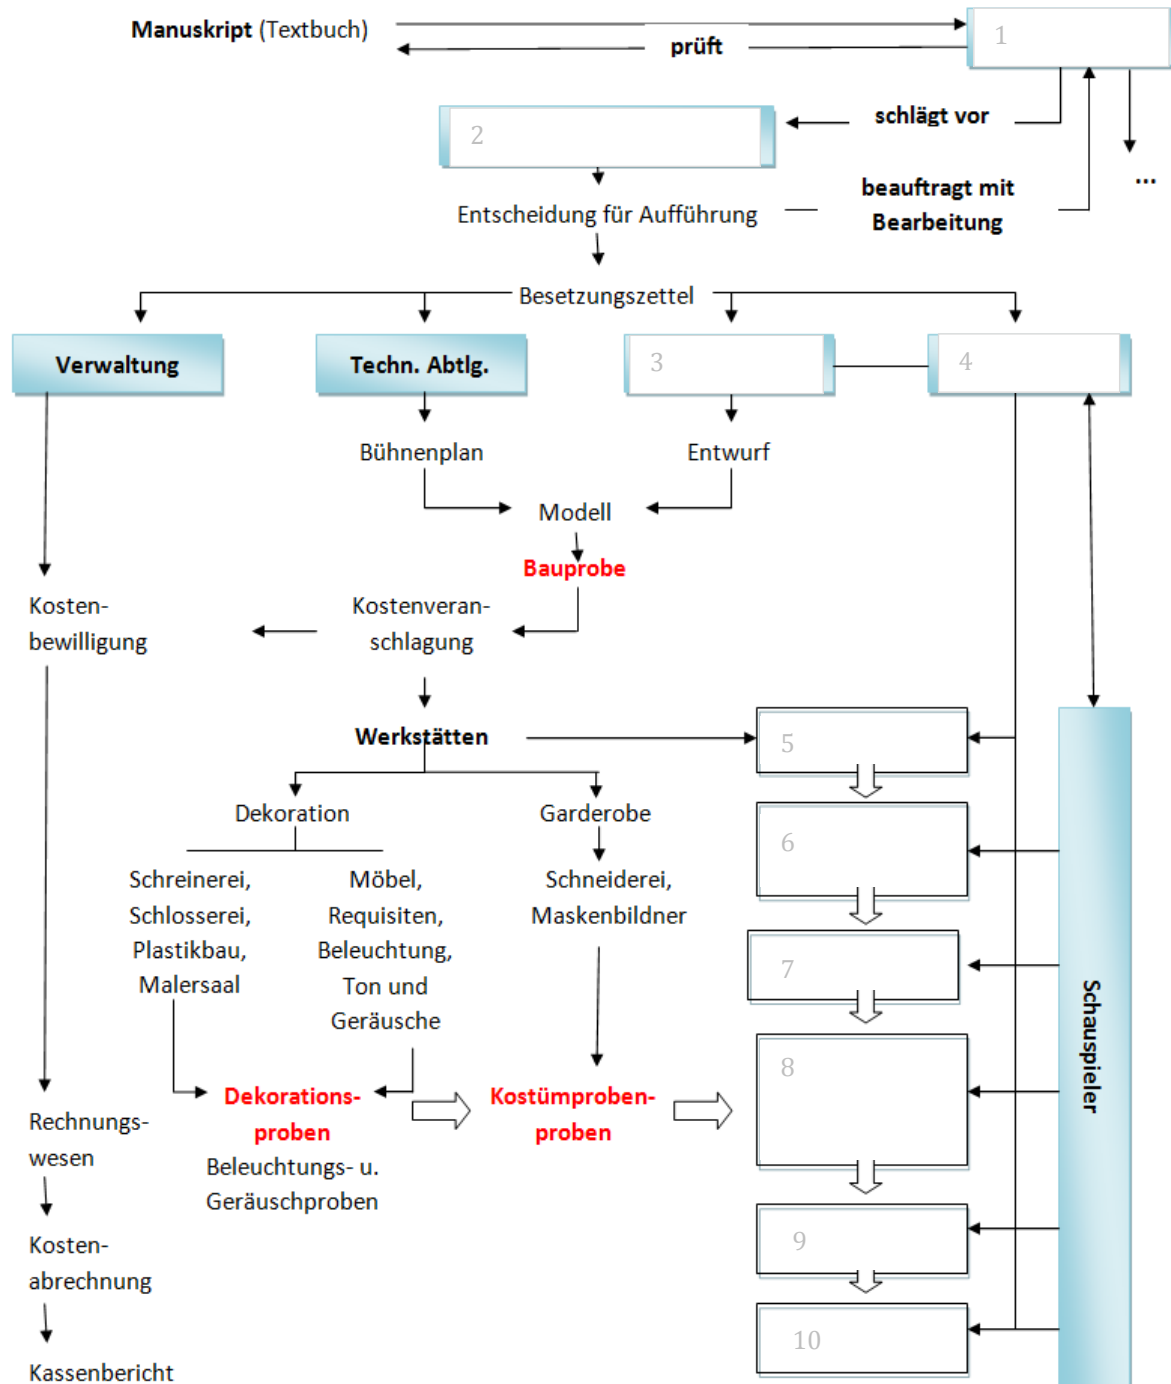 Manuskript (Textbuch)
prüft
1
schlägt vor
2
...
beauftragt mit
Bearbeitung
Entscheidung für Aufführung
Besetzungszettel
Verwaltung
Techn. Abtlg.
3
4
Bühnenplan
Entwurf
Modell
Bauprobe
Kosten-
bewilligung
Kostenveran-
schlagung
Werkstätten
5
Dekoration
Garderobe
6
Schreinerei,
Schlosserei,
Plastikbau,
Malersaal
Möbel,
Requisiten,
Beleuchtung,
Ton und
Geräusche
Schneiderei,
Maskenbildner
7
Schauspieler
8
Dekorations-
proben
Beleuchtungs- u.
Geräuschproben
Kostümproben-
proben
Rechnungs-
wesen
9
Kosten-
abrechnung
10
Kassenbericht